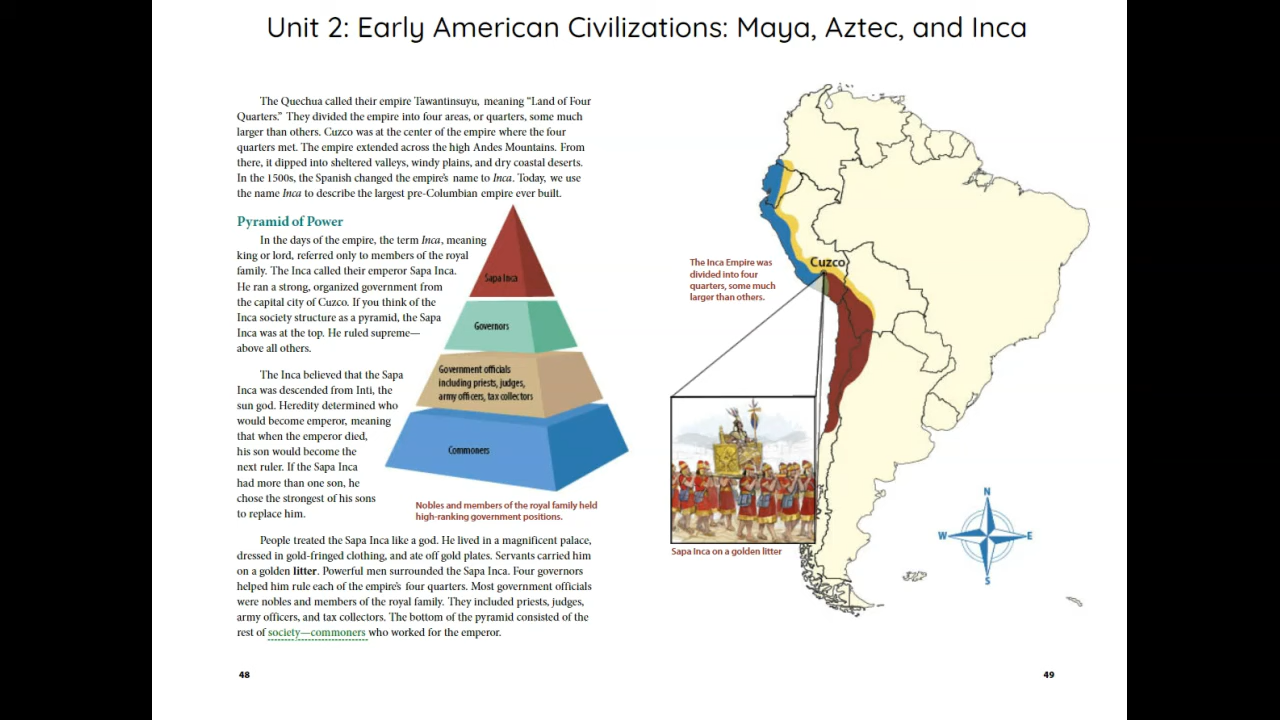 Unit 2: Early American Civilizations: Maya, Aztec, and Inca
The Quechua called their empire Tawantinsuyu, meaning “Land of Four
Quarters.” They divided the empire into four areas, or quarters, some much
larger than others. Cuzco was at the center of the empire where the four
quarters met. The empire extended across the high Andes Mountains. From
there, it dipped into sheltered valleys, windy plains, and dry coastal deserts.
In the 1500s, the Spanish changed the empire’s name to Inca. Today, we use
the name Inca to describe the largest pre-Columbian empire ever built.
Pyramid of Power
In the days of the empire, the term Inca, meaning
king or lord, referred only to members of the royal
family. The Inca called their emperor Sapa Inca.
He ran a strong, organized government from
the capital city of Cuzco. If you think of the
Inca society structure as a pyramid, the Sapa
Inca was at the top. He ruled supreme—
above all others.
The Inca believed that the Sapa
Inca was descended from Inti, the
sun god. Heredity determined who
would become emperor, meaning
that when the emperor died,
his son would become the
next ruler. If the Sapa Inca
had more than one son, he
chose the strongest of his sons
to replace him.
Sapa Inca
Governors
Government officials
including priests, judges,
army officers, tax collectors
Commoners
Nobles and members of the royal family held
high-ranking government positions.
People treated the Sapa Inca like a god. He lived in a magnificent palace,
dressed in gold-fringed clothing, and ate off gold plates. Servants carried him
on a golden litter. Powerful men surrounded the Sapa Inca. Four governors
helped him rule each of the empire’s four quarters. Most government officials
were nobles and members of the royal family. They included priests, judges,
army officers, and tax collectors. The bottom of the pyramid consisted of the
rest of society—commoners who worked for the emperor.
48
The Inca Empire was
divided into four
quarters, some much
larger than others.
Cuzco
Sapa Inca on a golden litter
N
W
E
S
49